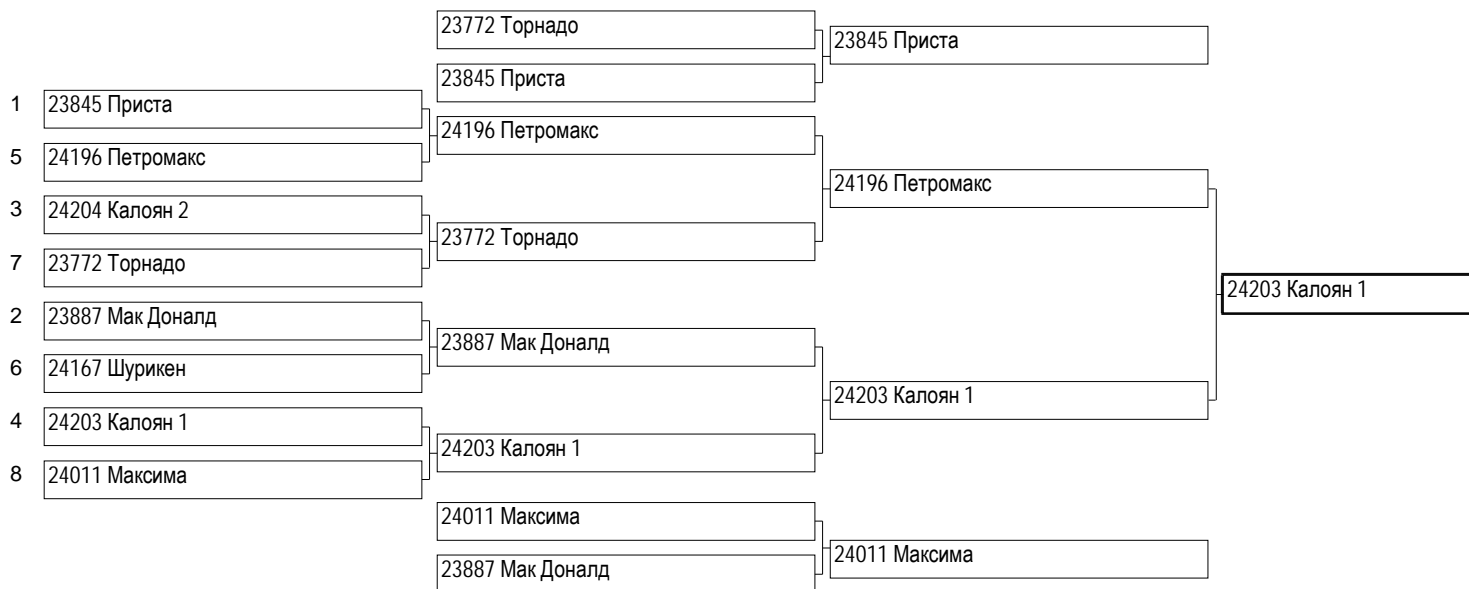 23772 Торнадо
23845 Приста
23845 Приста
1 23845 Приста
24196 Петромакс
5 24196 Петромакс
24196 Петромакс
3 24204 Калоян 2
23772 Торнадо
7 23772 Торнадо
24203 Калоян 1
2 23887 Мак Доналд
23887 Мак Доналд
6 24167 Шурикен
24203 Калоян 1
4 24203 Калоян 1
24203 Калоян 1
8 24011 Максима
24011 Максима
24011 Максима
23887 Мак Доналд